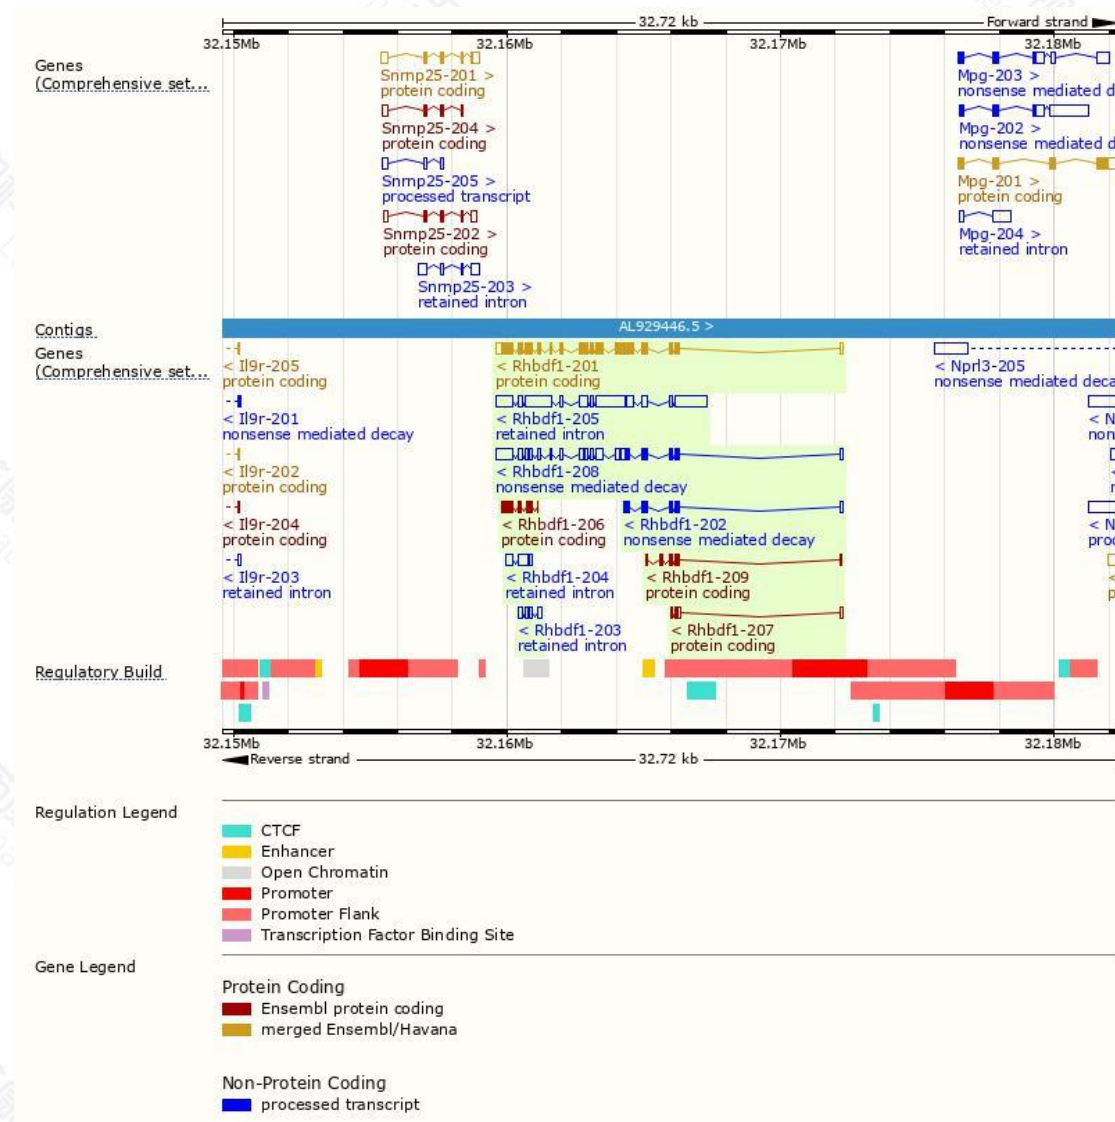 32.72 kb
Forward strand
32.15Mb 32.16Mb 32.17Mb 32.18Mb
Genes
(Comprehensive set...
Snrnp25-201 >
protein coding
Snrnp25-204 >
protein coding
Snrnp25-205 >
processed transcript
Snrnp25-202 >
protein coding
Snrnp25-203 >
retained intron
Mpg-203 >
nonsense mediated d
Mpg-202 >
nonsense mediated d
Mpg-201 >
protein coding
Mpg-204 >
retained intron
Contigs
AL929446.5 >
Genes
(Comprehensive set...
< Il9r-205
protein coding
< Il9r-201
nonsense mediated decay
< Il9r-202
protein coding
< Il9r-204
protein coding
< Il9r-203
retained intron
< Rhbdf1-201
protein coding
< Rhbdf1-205
retained intron
< Rhbdf1-208
nonsense mediated decay
< Rhbdf1-206
protein coding
< Rhbdf1-202
nonsense mediated decay
< Rhbdf1-204
retained intron
< Rhbdf1-209
protein coding
< Rhbdf1-203
retained intron
< Rhbdf1-207
protein coding
< Nprl3-205
nonsense mediated deca
< N
non
<
< N
pro
<
p
Regulatory Build
32.15Mb 32.16Mb 32.17Mb 32.18Mb
Reverse strand
32.72 kb
Regulation Legend
CTCF
Enhancer
Open Chromatin
Promoter
Promoter Flank
Transcription Factor Binding Site
Gene Legend
Protein Coding
Ensembl protein coding
merged Ensembl/Havana
Non-Protein Coding
processed transcript